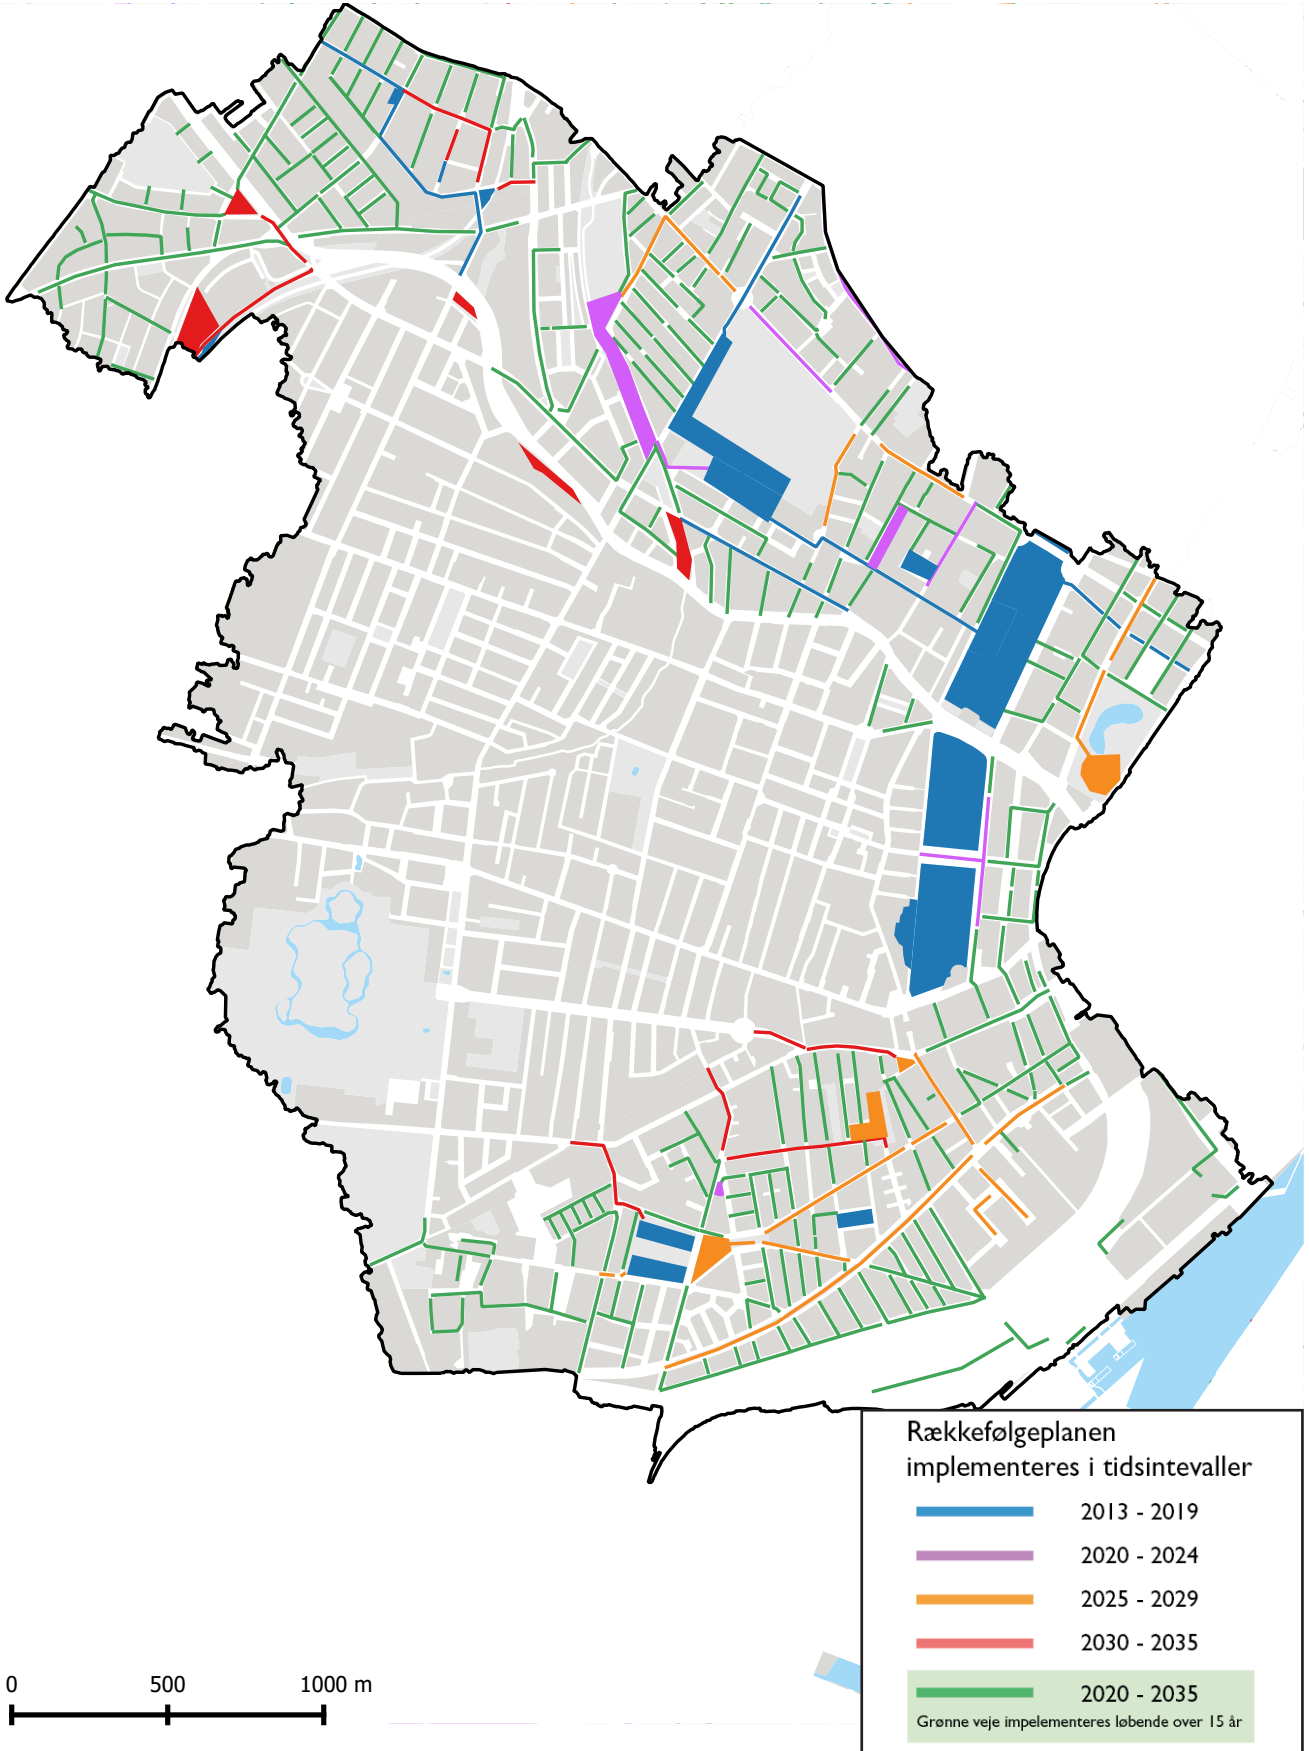 Rækkefølgeplanen
implementeres i tidsintevaller
2013 - 2019
2020 - 2024
2025 - 2029
2030 - 2035
2020 - 2035
Grønne veje impelementeres løbende over 15 år
0 500 1000 m